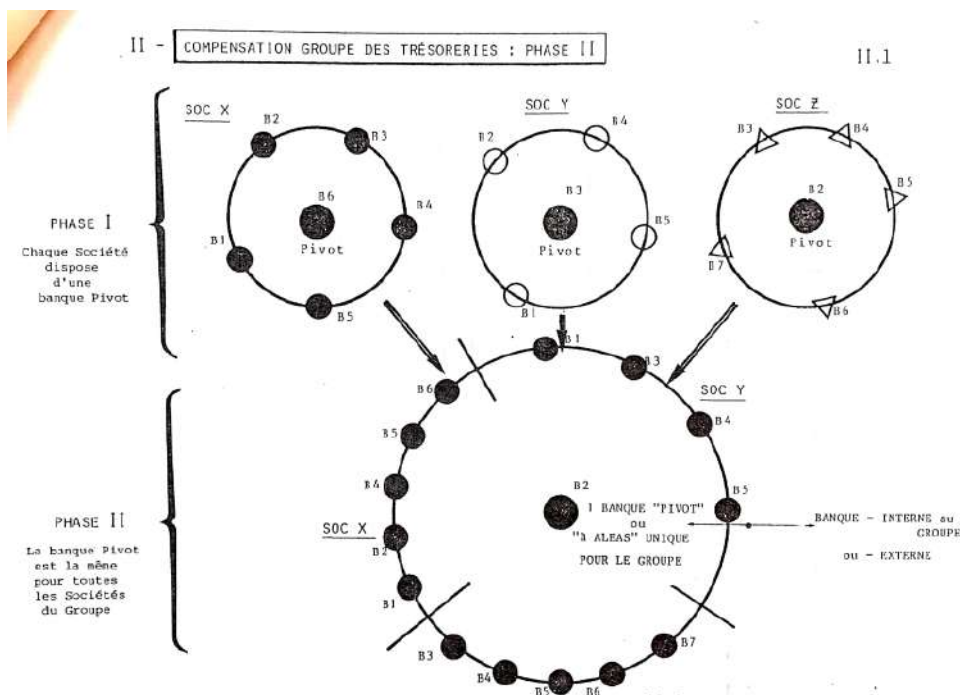 II - COMPENSATION GROUPE DES TRÉSORERIES : PHASE II
II.1
SOC X
B2
B3
B6
B4
Pivot
B1
B5
SOC Y
B4
B2
B3
B5
Pivot
B1
SOC Z
B3
B4
B2
B5
Pivot
B7
B6
PHASE I
Chaque Société
dispose
d'une
banque Pivot
B1
B3
B6
SOC Y
B4
B5
B4
B2
B5
1 BANQUE "PIVOT"
ou
"à ALEAS" UNIQUE
POUR LE GROUPE
BANQUE - INTERNE au
GROUPE
ou - EXTERNE
SOC X
B2
B1
PHASE II
La banque Pivot
est la même
pour toutes
les Sociétés
du Groupe
B3
B4
B5
B6
B7